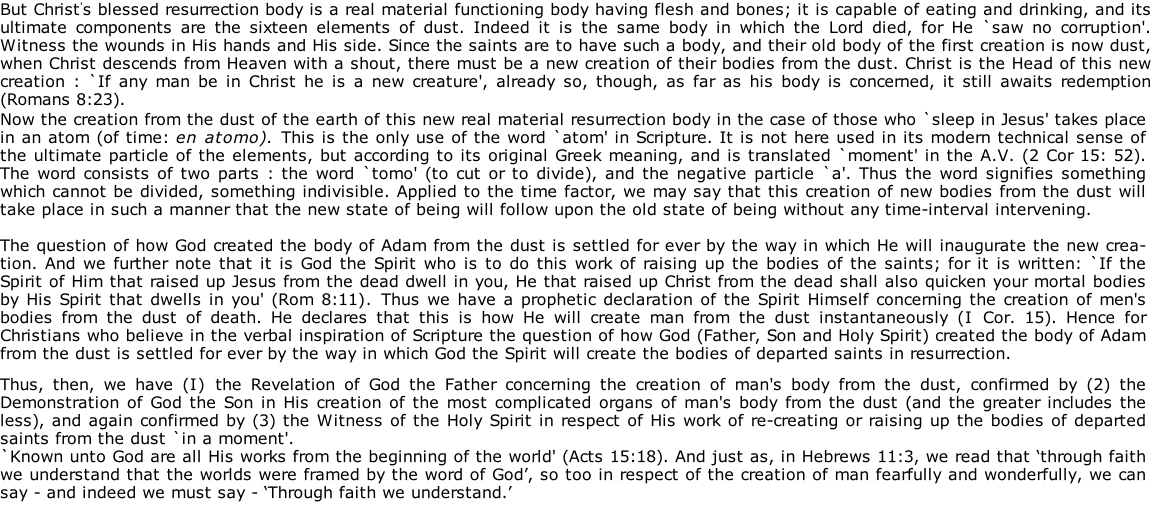 But Christ's blessed resurrection body is a real material functioning body having flesh and bones; it is capable of eating and drinking, and its
ultimate components are the sixteen elements of dust. Indeed it is the same body in which the Lord died, for He `saw no corruption'.
Witness the wounds in His hands and His side. Since the saints are to have such a body, and their old body of the first creation is now dust,
when Christ descends from Heaven with a shout, there must be a new creation of their bodies from the dust. Christ is the Head of this new
creation : `If any man be in Christ he is a new creature', already so, though, as far as his body is concerned, it still awaits redemption
(Romans 8:23).
Now the creation from the dust of the earth of this new real material resurrection body in the case of those who `sleep in Jesus' takes place
in an atom (of time: en atomo). This is the only use of the word `atom' in Scripture. It is not here used in its modern technical sense of
the ultimate particle of the elements, but according to its original Greek meaning, and is translated `moment' in the A.V. (2 Cor 15: 52).
The word consists of two parts : the word `tomo' (to cut or to divide), and the negative particle `a'. Thus the word signifies something
which cannot be divided, something indivisible. Applied to the time factor, we may say that this creation of new bodies from the dust will
take place in such a manner that the new state of being will follow upon the old state of being without any time-interval intervening.

The question of how God created the body of Adam from the dust is settled for ever by the way in which He will inaugurate the new crea-
tion. And we further note that it is God the Spirit who is to do this work of raising up the bodies of the saints; for it is written: `If the
Spirit of Him that raised up Jesus from the dead dwell in you, He that raised up Christ from the dead shall also quicken your mortal bodies
by His Spirit that dwells in you' (Rom 8:11). Thus we have a prophetic declaration of the Spirit Himself concerning the creation of men's
bodies from the dust of death. He declares that this is how He will create man from the dust instantaneously (I Cor. 15). Hence for
Christians who believe in the verbal inspiration of Scripture the question of how God (Father, Son and Holy Spirit) created the body of Adam
from the dust is settled for ever by the way in which God the Spirit will create the bodies of departed saints in resurrection.

Thus, then, we have (I) the Revelation of God the Father concerning the creation of man's body from the dust, confirmed by (2) the
Demonstration of God the Son in His creation of the most complicated organs of man's body from the dust (and the greater includes the
less), and again confirmed by (3) the Witness of the Holy Spirit in respect of His work of re-creating or raising up the bodies of departed
saints from the dust `in a moment'.
`Known unto God are all His works from the beginning of the world' (Acts 15:18). And just as, in Hebrews 11:3, we read that ‘through faith
we understand that the worlds were framed by the word of God’, so too in respect of the creation of man fearfully and wonderfully, we can
say - and indeed we must say - ‘Through faith we understand.’